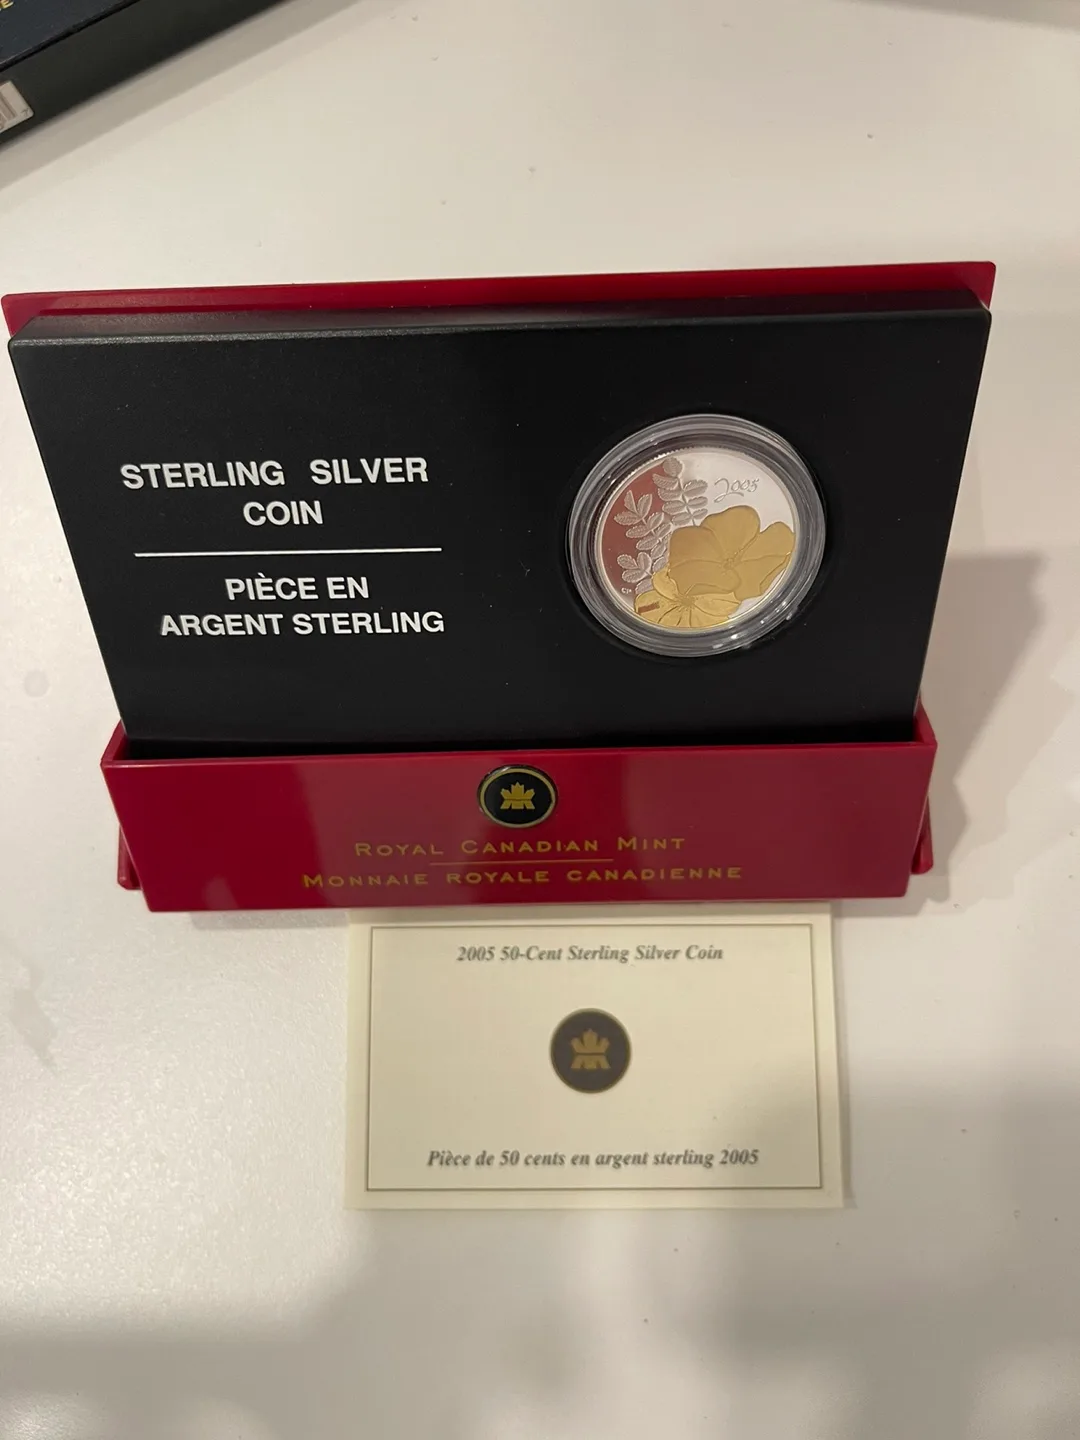 STERLING SILVER
COIN
PIÈCE EN
ARGENT STERLING
2005
ROYAL CANADIAN MINT
MONNAIE ROYALE CANADIENNE
2005 50-Cent Sterling Silver Coin
Pièce de 50 cents en argent sterling 2005